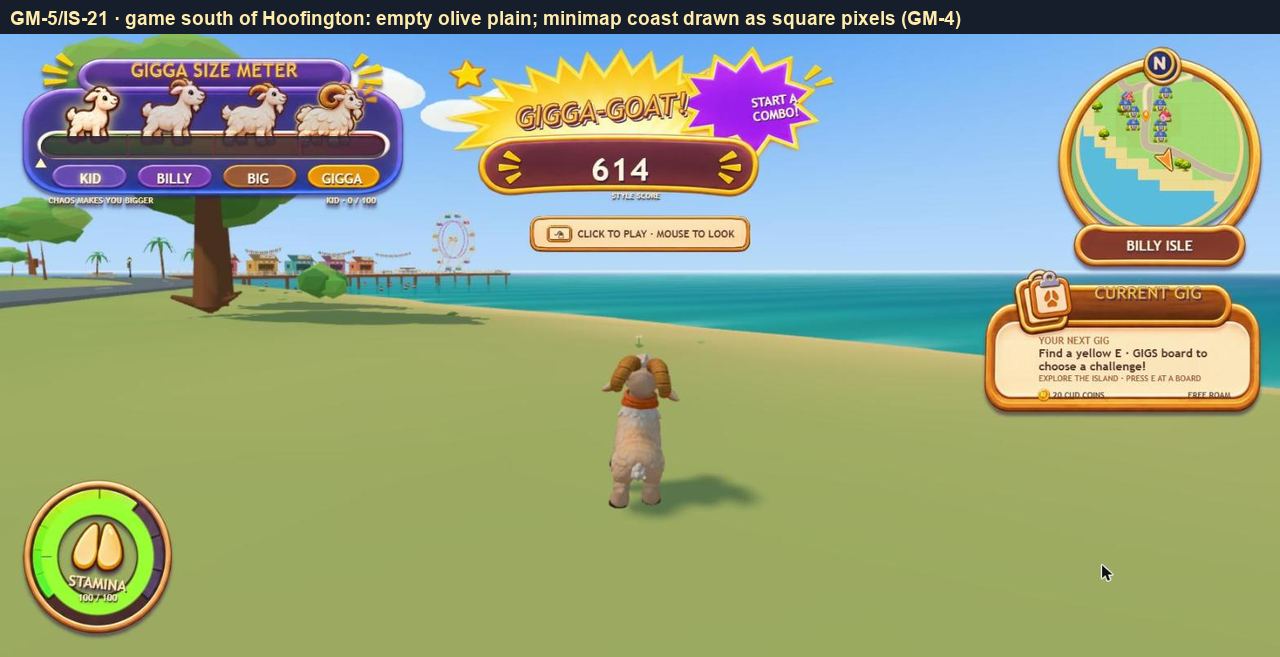 GM-5/IS-21 · game south of Hoofington: empty olive plain; minimap coast drawn as square pixels (GM-4)
GIGGA SIZE METER
KID
BILLY
BIG
GIGGA
CHAOS MAKES YOU BIGGER
KID · 0 / 100
GIGGA-GOAT!
START A
COMBO!
614
STYLE SCORE
CLICK TO PLAY · MOUSE TO LOOK
N
BILLY ISLE
CURRENT GIG
YOUR NEXT GIG
Find a yellow E · GIGS board to
choose a challenge!
EXPLORE THE ISLAND · PRESS E AT A BOARD
20 CUD COINS
FREE ROAM
STAMINA
100 / 100